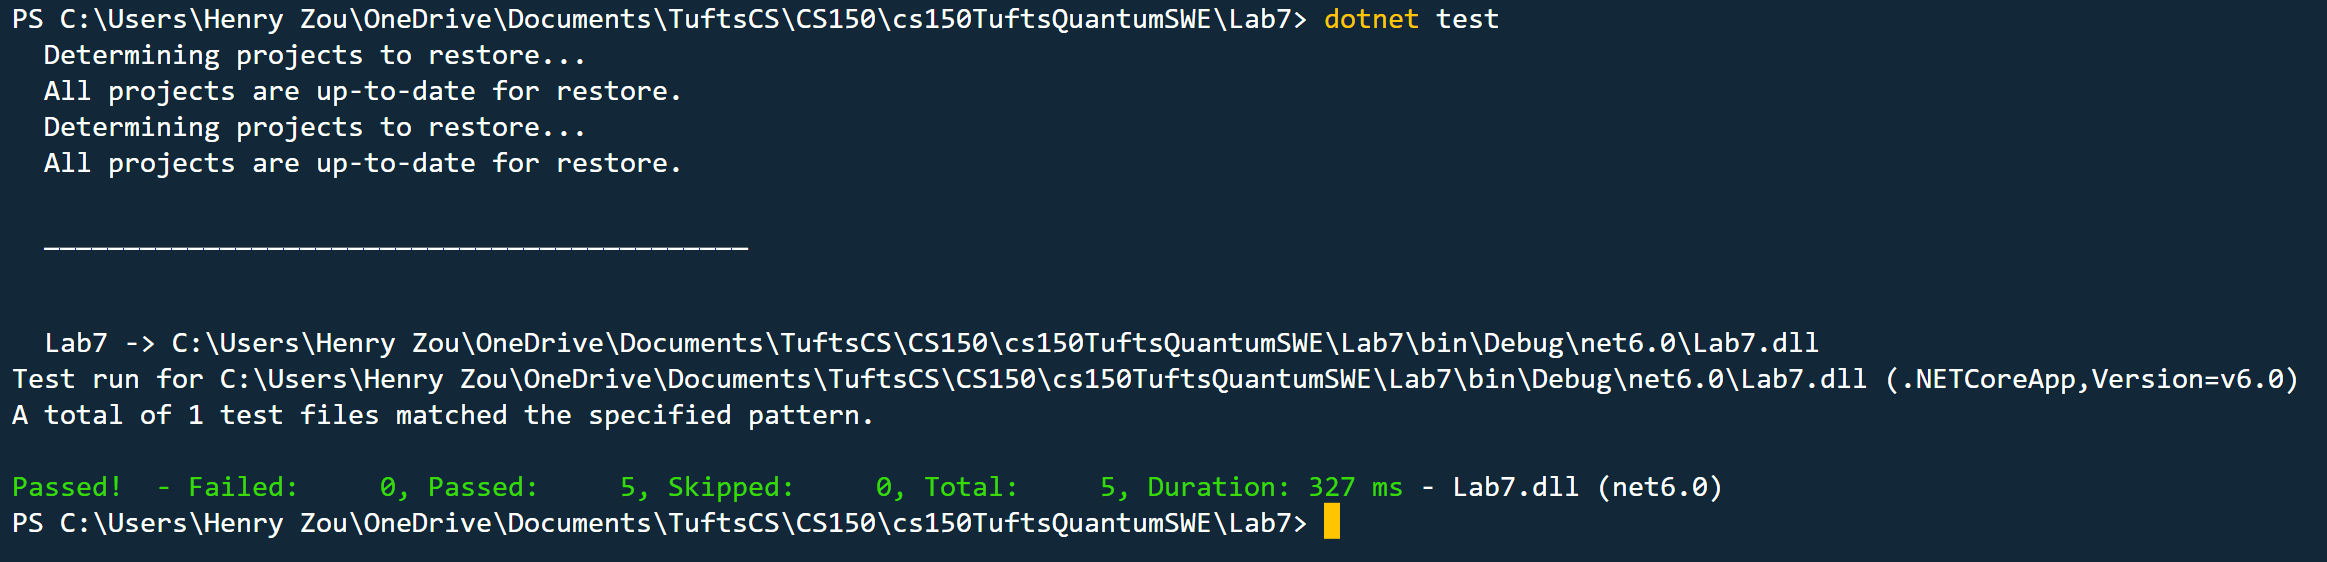 PS C:\Users\Henry Zou\OneDrive\Documents\TuftsCS\CS150\cs150TuftsQuantumSWE\Lab7> dotnet test
  Determining projects to restore...
  All projects are up-to-date for restore.
  Determining projects to restore...
  All projects are up-to-date for restore.
  ____________________________________________
  Lab7 -> C:\Users\Henry Zou\OneDrive\Documents\TuftsCS\CS150\cs150TuftsQuantumSWE\Lab7\bin\Debug\net6.0\Lab7.dll
Test run for C:\Users\Henry Zou\OneDrive\Documents\TuftsCS\CS150\cs150TuftsQuantumSWE\Lab7\bin\Debug\net6.0\Lab7.dll (.NETCoreApp,Version=v6.0)
A total of 1 test files matched the specified pattern.
Passed!  - Failed:     0, Passed:     5, Skipped:     0, Total:     5, Duration: 327 ms - Lab7.dll (net6.0)
PS C:\Users\Henry Zou\OneDrive\Documents\TuftsCS\CS150\cs150TuftsQuantumSWE\Lab7>